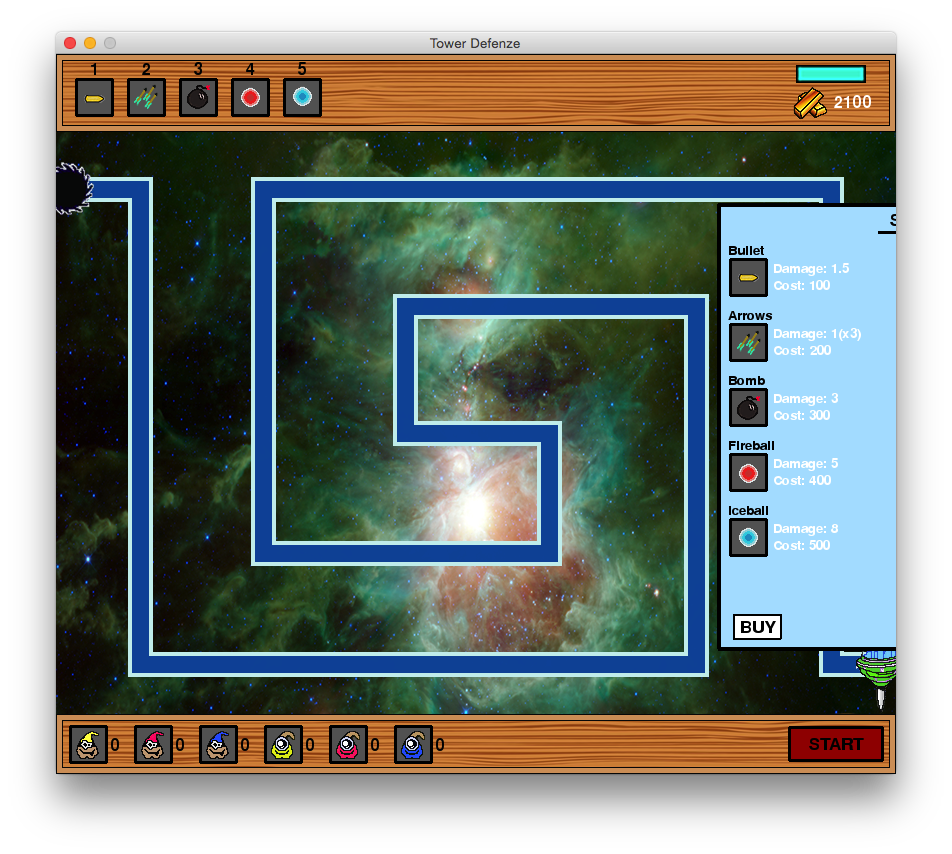 Tower Defenze
1 2 3 4 5
2100
S
Bullet
Damage: 1.5
Cost: 100
Arrows
Damage: 1(x3)
Cost: 200
Bomb
Damage: 3
Cost: 300
Fireball
Damage: 5
Cost: 400
Iceball
Damage: 8
Cost: 500
BUY
0 0 0 0 0 0
START